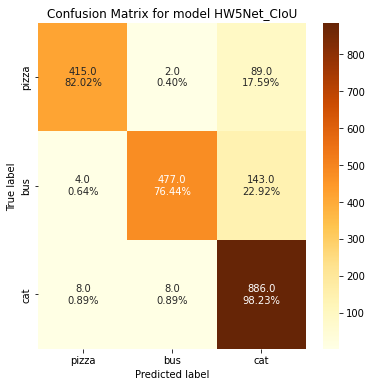 Confusion Matrix for model HW5Net_CIoU
True label
pizza
415.0
82.02%
2.0
0.40%
89.0
17.59%
bus
4.0
0.64%
477.0
76.44%
143.0
22.92%
cat
8.0
0.89%
8.0
0.89%
886.0
98.23%
pizza
bus
cat
Predicted label
800
700
600
500
400
300
200
100